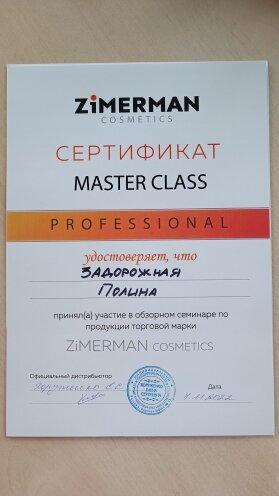 ZiMERMAN
COSMETICS
СЕРТИФИКАТ
MASTER CLASS
PROFESSIONAL
удостоверяет, что
ЗАДОРОЖНАЯ
ПОЛИНА
принял(а) участие в обзорном семинаре по
продукции торговой марки
ZiMERMAN COSMETICS
Официальный дистрибьютор
Дата